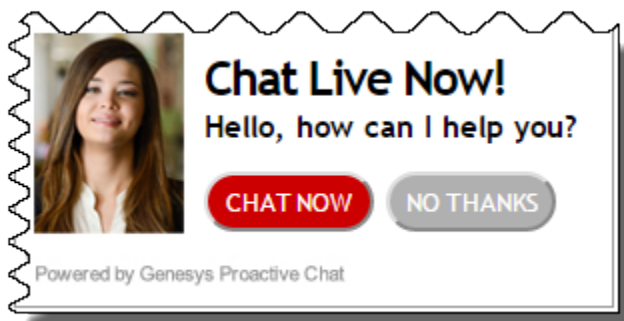 Chat Live Now!
Hello, how can I help you?
CHAT NOW
NO THANKS
Powered by Genesys Proactive Chat